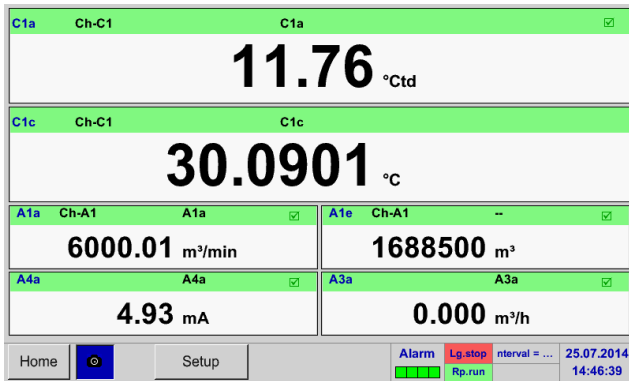 C1a Ch-C1 C1a
11.76 °Ctd
C1c Ch-C1 C1c
30.0901 °C
A1a Ch-A1 A1a
6000.01 m³/min
A1e Ch-A1 --
1688500 m³
A4a A4a
4.93 mA
A3a A3a
0.000 m³/h
Home
Setup
Alarm
Lg.stop
Rp.run
nterval = ...
25.07.2014
14:46:39